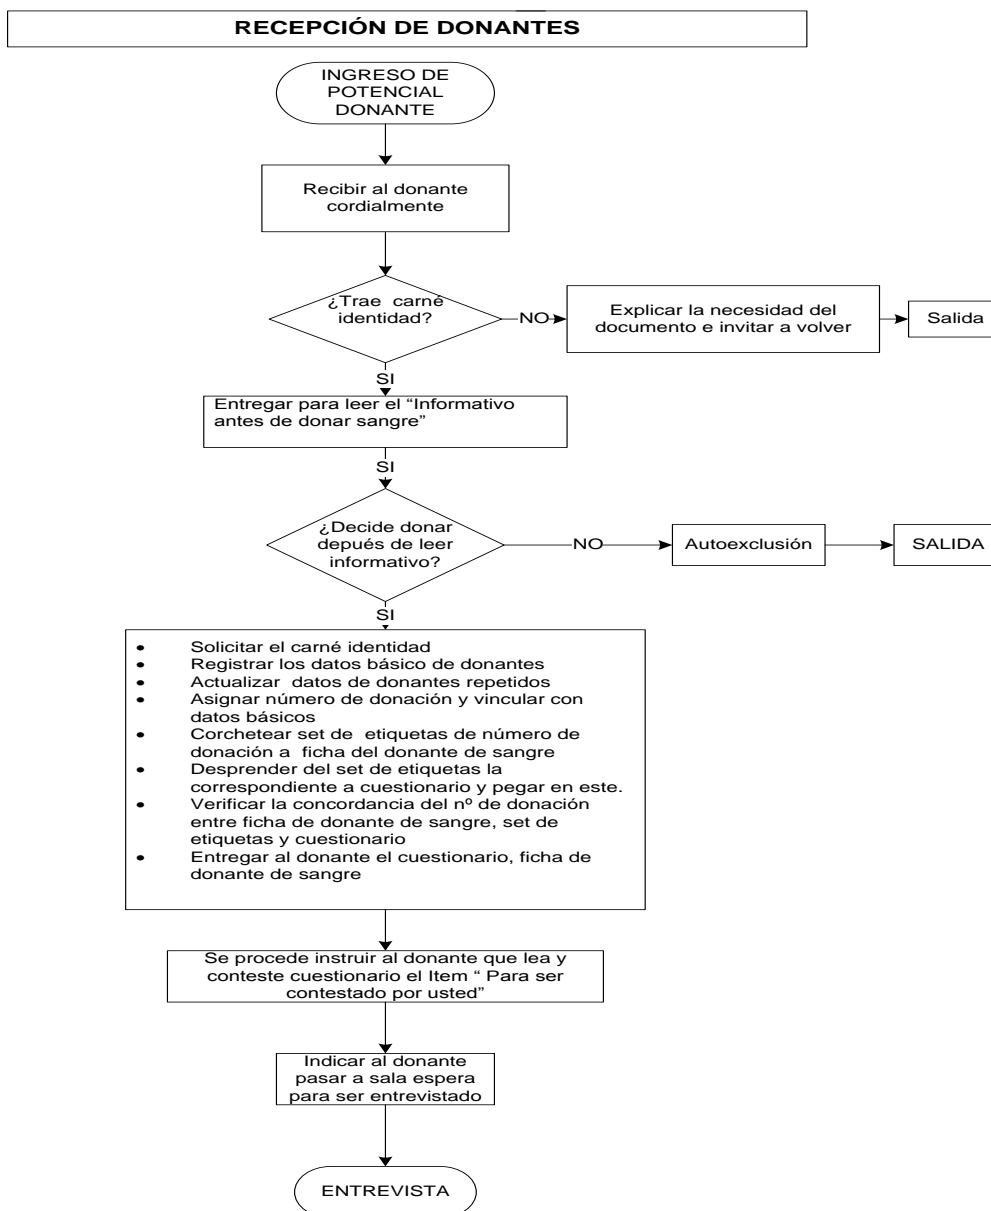 RECEPCIÓN DE DONANTES
INGRESO DE
POTENCIAL
DONANTE
Recibir al donante
cordialmente
¿Trae carné
identidad?
NO
Explicar la necesidad del
documento e invitar a volver
Salida
SI
Entregar para leer el “Informativo
antes de donar sangre”
SI
¿Decide donar
depués de leer
informativo?
NO
Autoexclusión
SALIDA
SI
• Solicitar el carné identidad
• Registrar los datos básico de donantes
• Actualizar datos de donantes repetidos
• Asignar número de donación y vincular con
datos básicos
• Corchetear set de etiquetas de número de
donación a ficha del donante de sangre
• Desprender del set de etiquetas la
correspondiente a cuestionario y pegar en este.
• Verificar la concordancia del nº de donación
entre ficha de donante de sangre, set de
etiquetas y cuestionario
• Entregar al donante el cuestionario, ficha de
donante de sangre
Se procede instruir al donante que lea y
conteste cuestionario el Item “ Para ser
contestado por usted”
Indicar al donante
pasar a sala espera
para ser entrevistado
ENTREVISTA